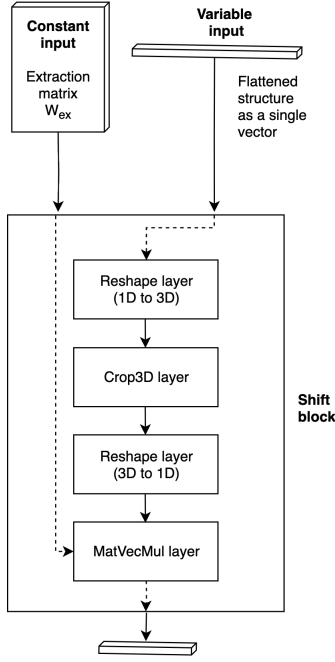 Constant
input
Extraction
matrix
Wex
Variable
input
Flattened
structure
as a single
vector
Reshape layer
(1D to 3D)
Crop3D layer
Reshape layer
(3D to 1D)
MatVecMul layer
Shift
block